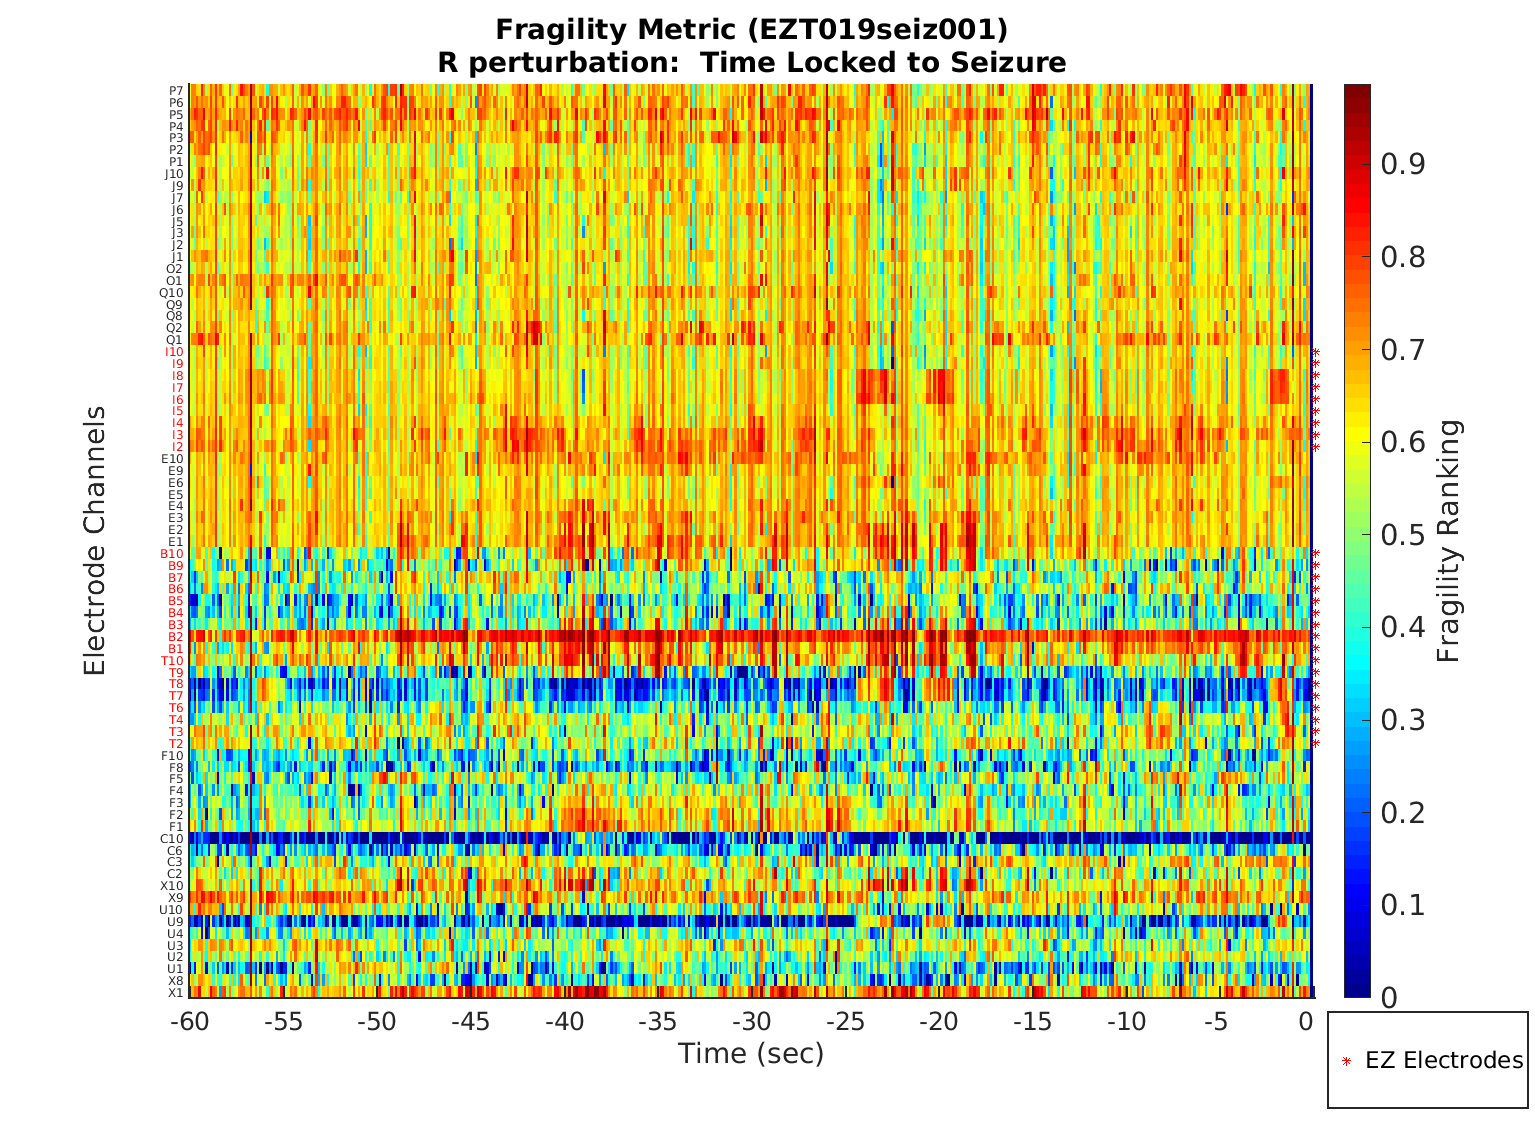 Fragility Metric (EZT019seiz001)
R perturbation:  Time Locked to Seizure
Electrode Channels
P7
P6
P5
P4
P3
P2
P1
J10
J9
J7
J6
J5
J3
J2
J1
O2
O1
Q10
Q9
Q8
Q2
Q1
I10
I9
I8
I7
I6
I5
I4
I3
I2
E10
E9
E6
E5
E4
E3
E2
E1
B10
B9
B7
B6
B5
B4
B3
B2
B1
T10
T9
T8
T7
T6
T4
T3
T2
F10
F8
F5
F4
F3
F2
F1
C10
C6
C3
C2
X10
X9
U10
U9
U4
U3
U2
U1
X8
X1
-60 -55 -50 -45 -40 -35 -30 -25 -20 -15 -10 -5 0
Time (sec)
0.9
0.8
0.7
0.6
0.5
0.4
0.3
0.2
0.1
0
Fragility Ranking
* EZ Electrodes